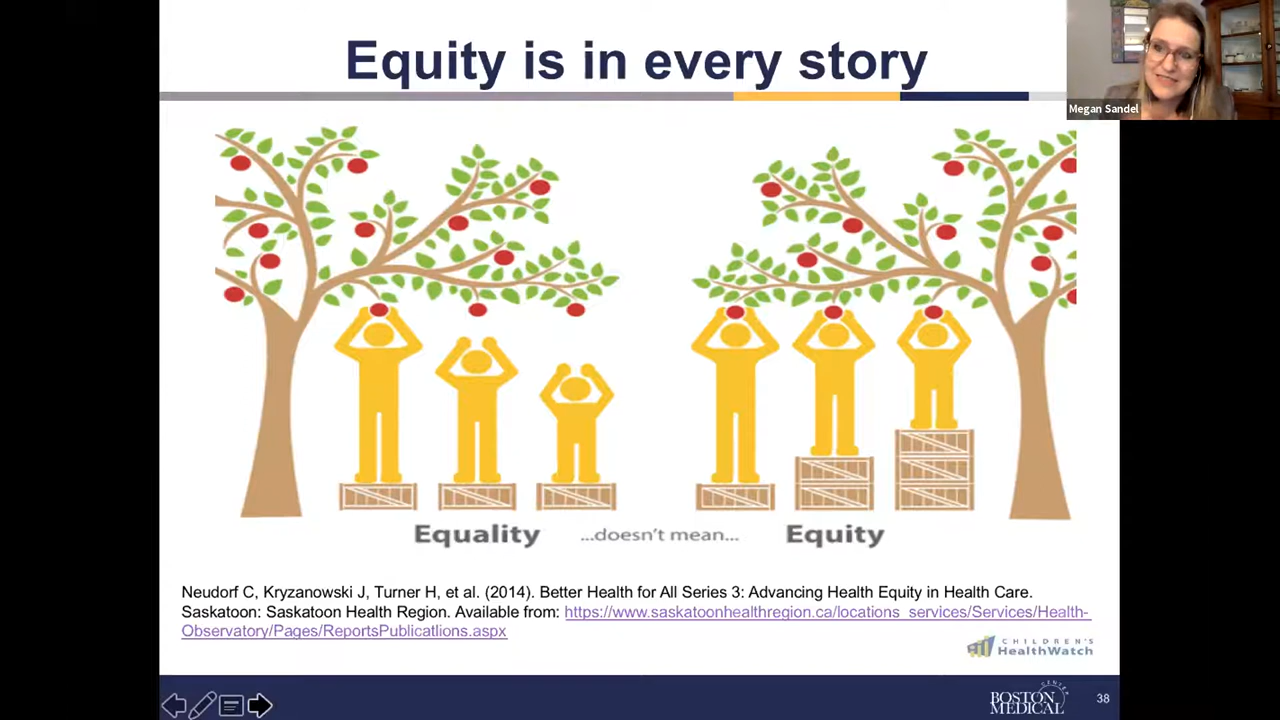 Equity is in every story
Megan Sandel
Equality
...doesn't mean...
Equity
Neudorf C, Kryzanowski J, Turner H, et al. (2014). Better Health for All Series 3: Advancing Health Equity in Health Care.
Saskatoon: Saskatoon Health Region. Available from: https://www.saskatoonhealthregion.ca/locations_services/Services/Health-
Observatory/Pages/ReportsPublicatlions.aspx
CHILDREN'S
HealthWatch
BOSTON
MEDICAL
CENTER
38